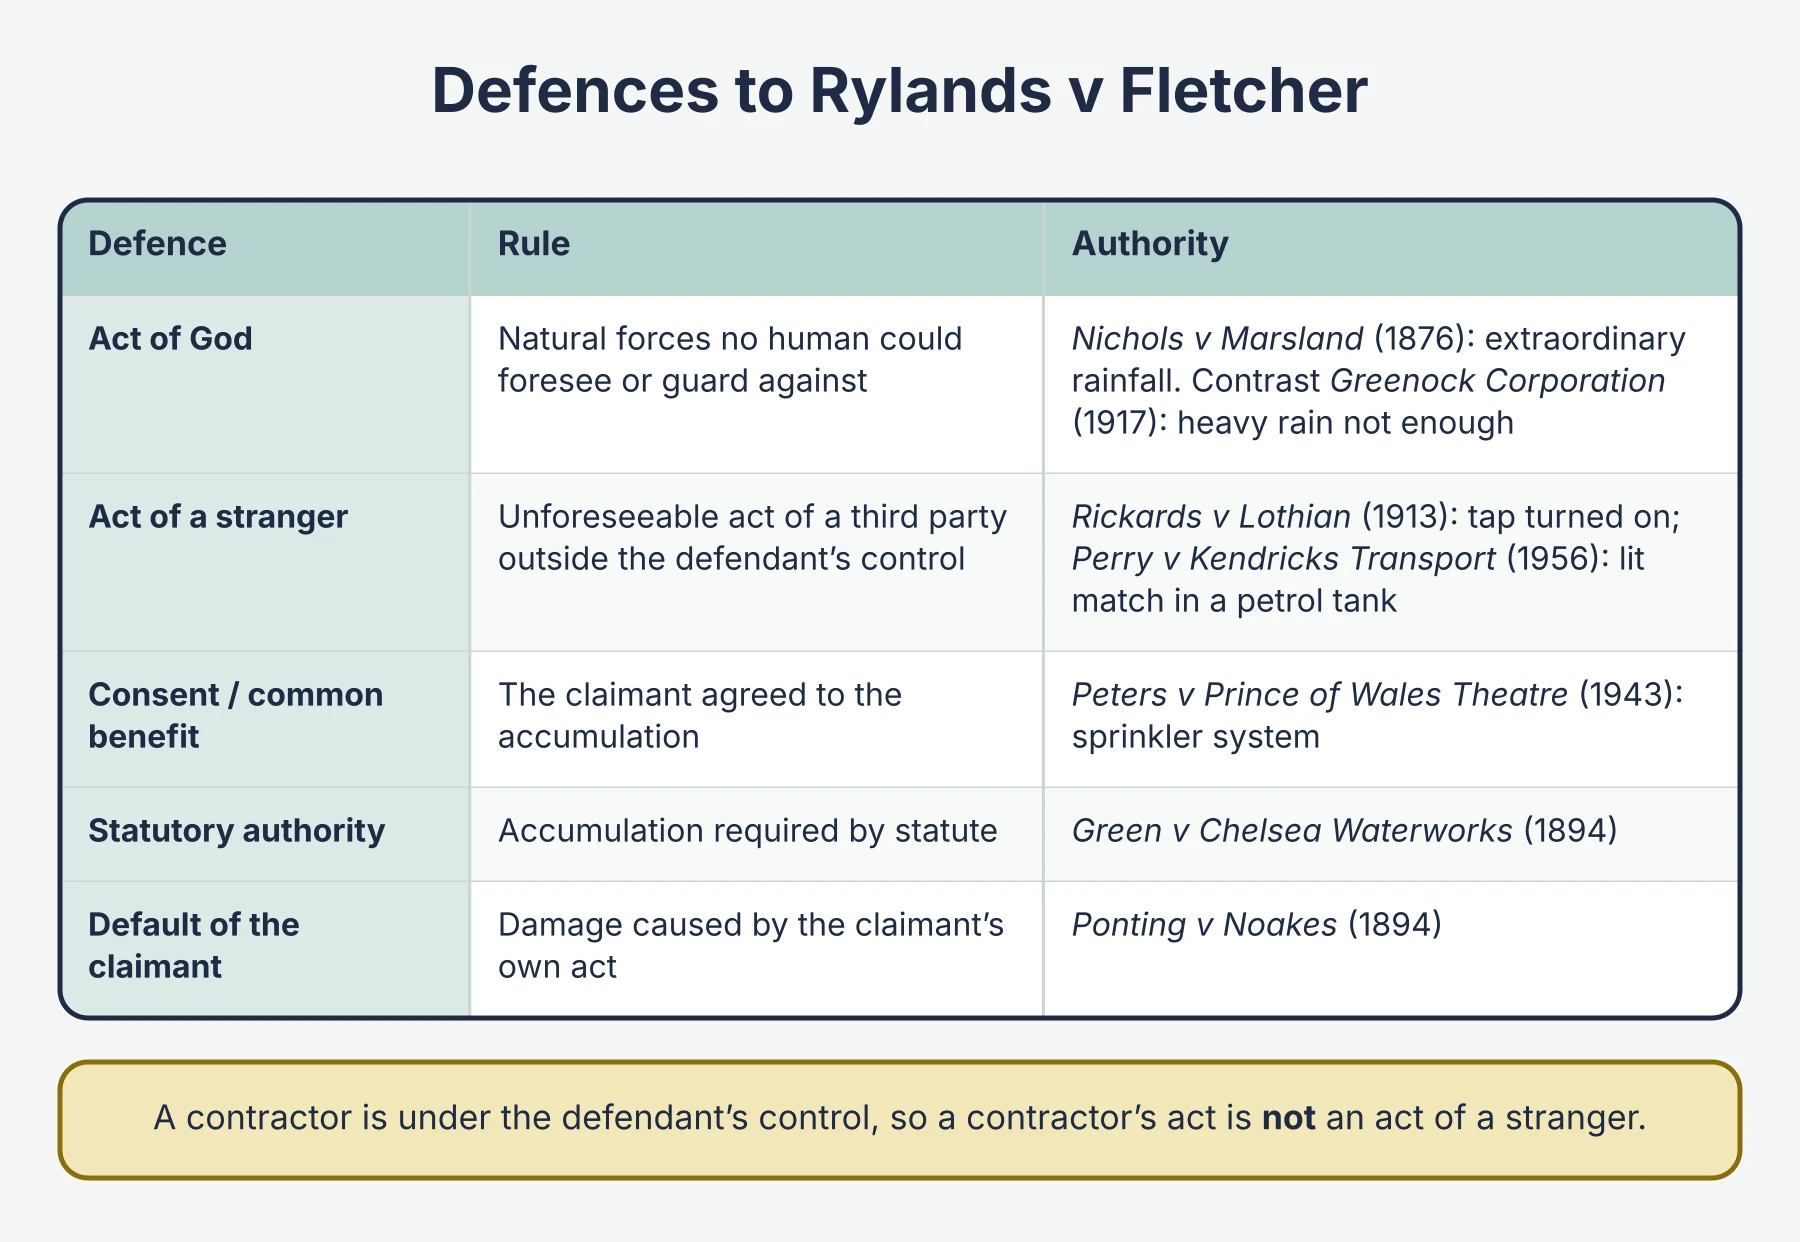 Defences to Rylands v Fletcher
Defence
Rule
Authority
Act of God
Natural forces no human could
foresee or guard against
Nichols v Marsland (1876): extraordinary
rainfall. Contrast Greenock Corporation
(1917): heavy rain not enough
Act of a stranger
Unforeseeable act of a third party
outside the defendant’s control
Rickards v Lothian (1913): tap turned on;
Perry v Kendricks Transport (1956): lit
match in a petrol tank
Consent / common
benefit
The claimant agreed to the
accumulation
Peters v Prince of Wales Theatre (1943):
sprinkler system
Statutory authority
Accumulation required by statute
Green v Chelsea Waterworks (1894)
Default of the
claimant
Damage caused by the claimant’s
own act
Ponting v Noakes (1894)
A contractor is under the defendant’s control, so a contractor’s act is not an act of a stranger.